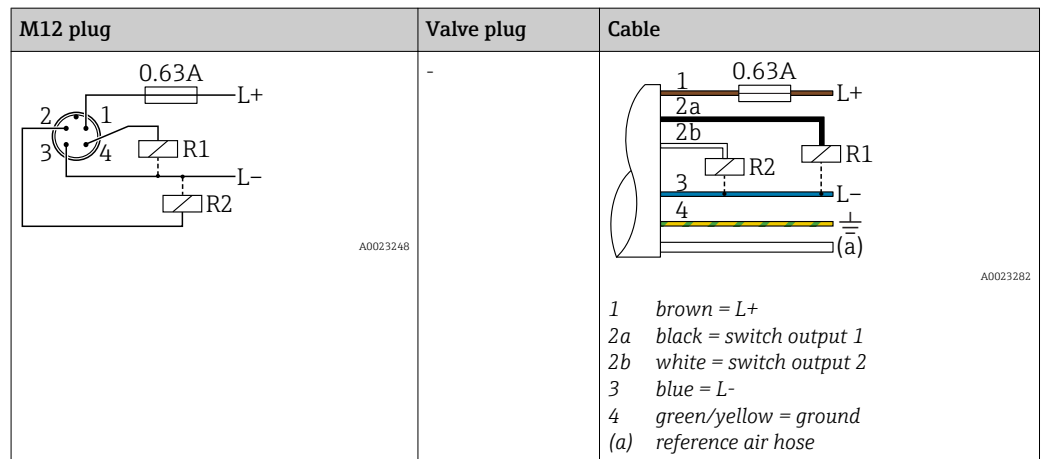 M12 plug
Valve plug
Cable
0.63A
L+
2
1
3
4
R1
L–
R2
A0023248
-
1
0.63A
L+
2a
2b
R1
R2
3
L–
4
(a)
A0023282
1 brown = L+
2a black = switch output 1
2b white = switch output 2
3 blue = L-
4 green/yellow = ground
(a) reference air hose